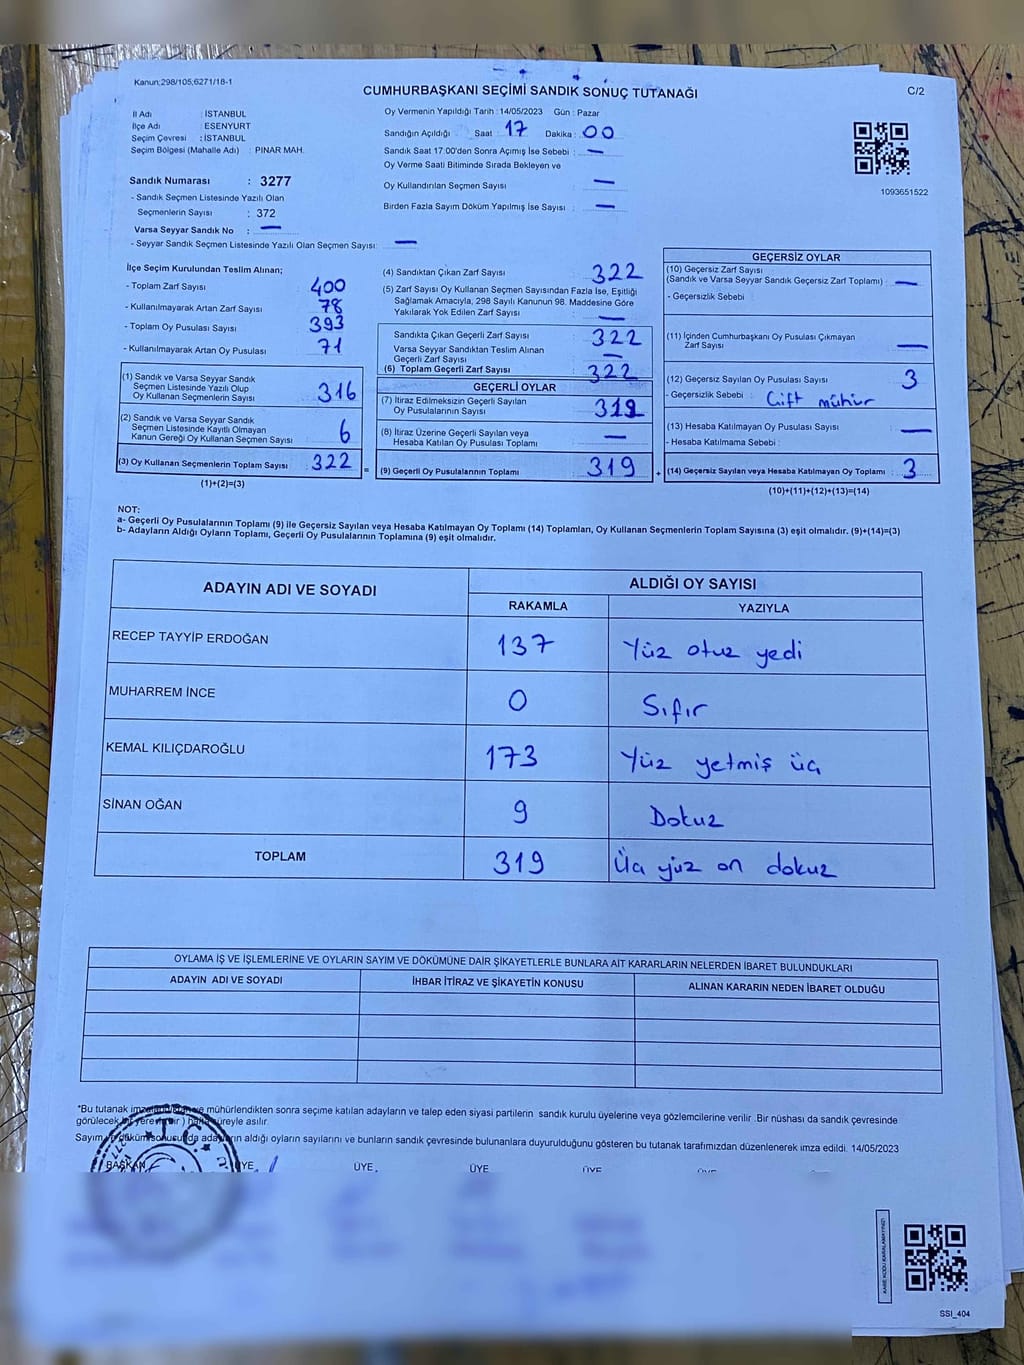 Kanun:298/105;6271/18-1
CUMHURBAŞKANI SEÇİMİ SANDIK SONUÇ TUTANAĞI
C/2
İl Adı : İSTANBUL
İlçe Adı : ESENYURT
Seçim Çevresi : İSTANBUL
Seçim Bölgesi (Mahalle Adı) : PINAR MAH.
Sandık Numarası : 3277
- Sandık Seçmen Listesinde Yazılı Olan
Seçmenlerin Sayısı : 372
Varsa Seyyar Sandık No : —
- Seyyar Sandık Seçmen Listesinde Yazılı Olan Seçmen Sayısı: —
Oy Vermenin Yapıldığı Tarih : 14/05/2023 Gün : Pazar
Sandığın Açıldığı Saat : 17 Dakika : 00
Sandık Saat 17:00'den Sonra Açımış İse Sebebi : —
Oy Verme Saati Bitiminde Sırada Bekleyen ve
Oy Kullandırılan Seçmen Sayısı : —
Birden Fazla Sayım Döküm Yapılmış İse Sayısı : —
1093651522
İlçe Seçim Kurulundan Teslim Alınan;
- Toplam Zarf Sayısı : 400
- Kullanılmayarak Artan Zarf Sayısı : 78
- Toplam Oy Pusulası Sayısı : 393
- Kullanılmayarak Artan Oy Pusulası : 71
(1) Sandık ve Varsa Seyyar Sandık
Seçmen Listesinde Yazılı Olup
Oy Kullanan Seçmenlerin Sayısı : 316
(2) Sandık ve Varsa Seyyar Sandık
Seçmen Listesinde Kayıtlı Olmayan
Kanun Gereği Oy Kullanan Seçmen Sayısı : 6
(3) Oy Kullanan Seçmenlerin Toplam Sayısı : 322
(1)+(2)=(3)
=
(4) Sandıktan Çıkan Zarf Sayısı : 322
(5) Zarf Sayısı Oy Kullanan Seçmen Sayısından Fazla İse, Eşitliği
Sağlamak Amacıyla, 298 Sayılı Kanunun 98. Maddesine Göre
Yakılarak Yok Edilen Zarf Sayısı : —
Sandıkta Çıkan Geçerli Zarf Sayısı : 322
Varsa Seyyar Sandıktan Teslim Alınan
Geçerli Zarf Sayısı : —
(6) Toplam Geçerli Zarf Sayısı : 322
GEÇERLİ OYLAR
(7) İtiraz Edilmeksizin Geçerli Sayılan
Oy Pusulalarının Sayısı : 319
(8) İtiraz Üzerine Geçerli Sayılan veya
Hesaba Katılan Oy Pusulası Toplamı : —
(9) Geçerli Oy Pusulalarının Toplamı : 319
+
GEÇERSİZ OYLAR
(10) Geçersiz Zarf Sayısı
(Sandık ve Varsa Seyyar Sandık Geçersiz Zarf Toplamı) : —
- Geçersizlik Sebebi :
(11) İçinden Cumhurbaşkanı Oy Pusulası Çıkmayan
Zarf Sayısı : —
(12) Geçersiz Sayılan Oy Pusulası Sayısı : 3
- Geçersizlik Sebebi : Çift mühür
(13) Hesaba Katılmayan Oy Pusulası Sayısı : —
- Hesaba Katılmama Sebebi :
(14) Geçersiz Sayılan veya Hesaba Katılmayan Oy Toplamı : 3
(10)+(11)+(12)+(13)=(14)
NOT:
a- Geçerli Oy Pusulalarının Toplamı (9) ile Geçersiz Sayılan veya Hesaba Katılmayan Oy Toplamı (14) Toplamları, Oy Kullanan Seçmenlerin Toplam Sayısına (3) eşit olmalıdır. (9)+(14)=(3)
b- Adayların Aldığı Oyların Toplamı, Geçerli Oy Pusulalarının Toplamına (9) eşit olmalıdır.
ADAYIN ADI VE SOYADI
ALDIĞI OY SAYISI
RAKAMLA YAZIYLA
RECEP TAYYİP ERDOĞAN 137 Yüz otuz yedi
MUHARREM İNCE 0 Sıfır
KEMAL KILIÇDAROĞLU 173 Yüz yetmiş üç
SİNAN OĞAN 9 Dokuz
TOPLAM 319 Üç yüz on dokuz
OYLAMA İŞ VE İŞLEMLERİNE VE OYLARIN SAYIM VE DÖKÜMÜNE DAİR ŞİKAYETLERLE BUNLARA AİT KARARLARIN NELERDEN İBARET BULUNDUKLARI
ADAYIN ADI VE SOYADI İHBAR İTİRAZ VE ŞİKAYETİN KONUSU ALINAN KARARIN NEDEN İBARET OLDUĞU
*Bu tutanak ve mühürlendikten sonra seçime katılan adayların ve talep eden siyasi partilerin sandık kurulu üyelerine veya gözlemcilerine verilir .Bir nüshası da sandık çevresinde
görülecek bir yere süreyle asılır.
Sayım ve döküm sonucunda adayların aldığı oyların sayılarını ve bunların sandık çevresinde bulunanlara duyurulduğunu gösteren bu tutanak tarafımızdan düzenlenerek imza edildi. 14/05/2023
BAŞKAN ÜYE ÜYE ÜYE ÜYE
KARE KODU KARALAMAYINIZ!
SSI_404